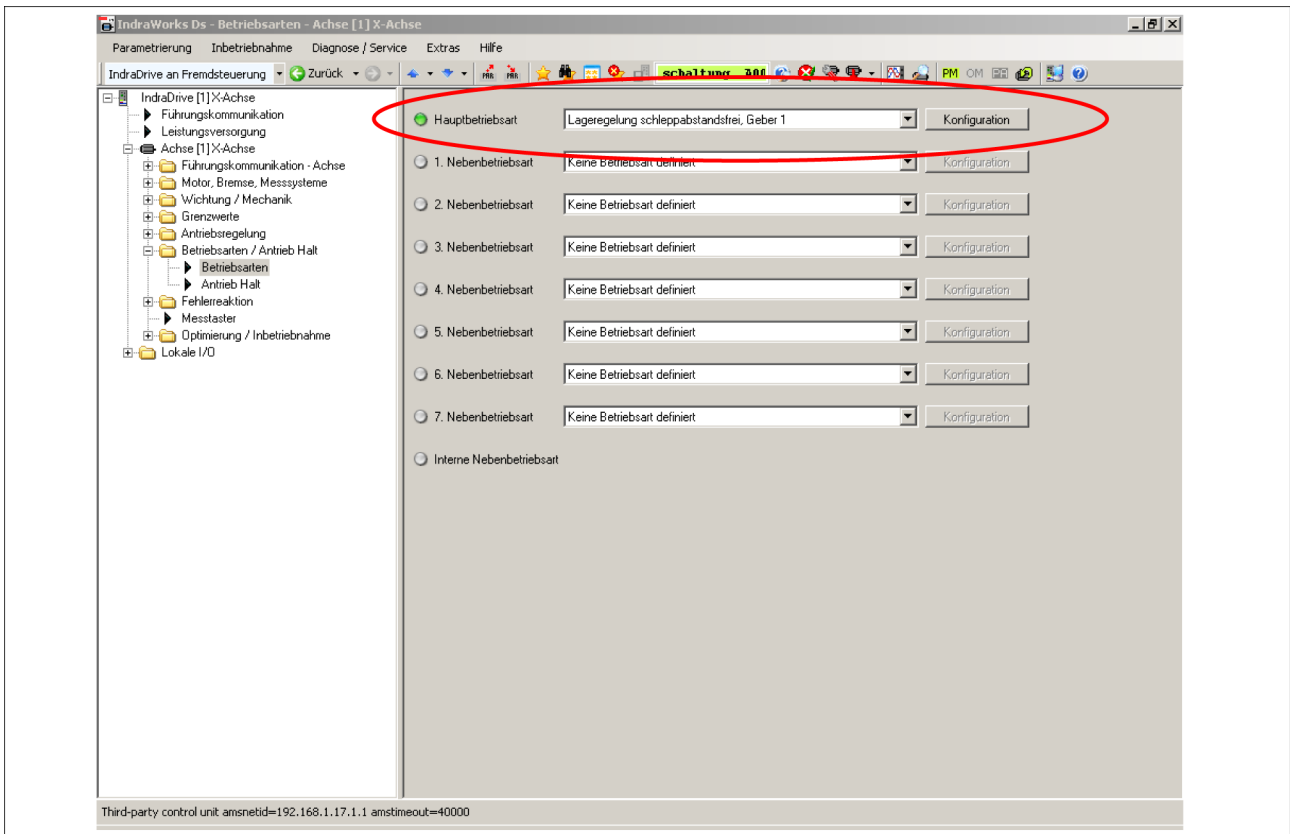 IndraWorks Ds - Betriebsarten - Achse [1] X-Achse
Parametrierung Inbetriebnahme Diagnose / Service Extras Hilfe
IndraDrive an Fremdsteuerung Zurück schaltung A00 PM OM
IndraDrive [1] X-Achse
Führungskommunikation
Leistungsversorgung
Achse [1] X-Achse
Führungskommunikation - Achse
Motor, Bremse, Messsysteme
Wichtung / Mechanik
Grenzwerte
Antriebsregelung
Betriebsarten / Antrieb Halt
Betriebsarten
Antrieb Halt
Fehlerreaktion
Messtaster
Optimierung / Inbetriebnahme
Lokale I/O
Hauptbetriebsart Lageregelung schleppabstandsfrei, Geber 1 Konfiguration
1. Nebenbetriebsart Keine Betriebsart definiert Konfiguration
2. Nebenbetriebsart Keine Betriebsart definiert Konfiguration
3. Nebenbetriebsart Keine Betriebsart definiert Konfiguration
4. Nebenbetriebsart Keine Betriebsart definiert Konfiguration
5. Nebenbetriebsart Keine Betriebsart definiert Konfiguration
6. Nebenbetriebsart Keine Betriebsart definiert Konfiguration
7. Nebenbetriebsart Keine Betriebsart definiert Konfiguration
Interne Nebenbetriebsart
Third-party control unit amsnetid=192.168.1.17.1.1 amstimeout=40000